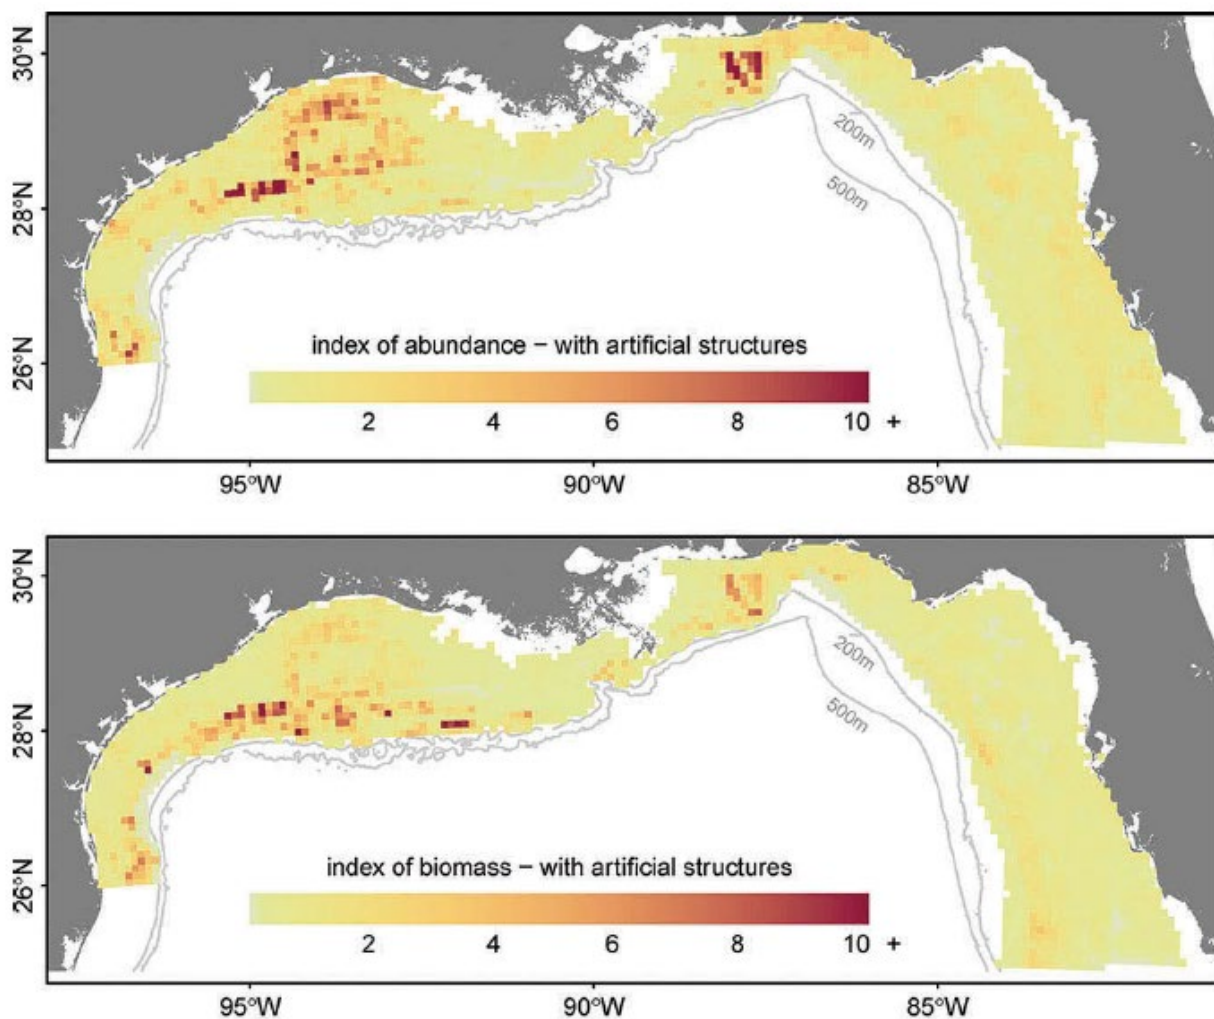 30°N
28°N
26°N
200m
500m
index of abundance – with artificial structures
2 4 6 8 10 +
95°W 90°W 85°W
30°N
28°N
26°N
200m
500m
index of biomass – with artificial structures
2 4 6 8 10 +
95°W 90°W 85°W